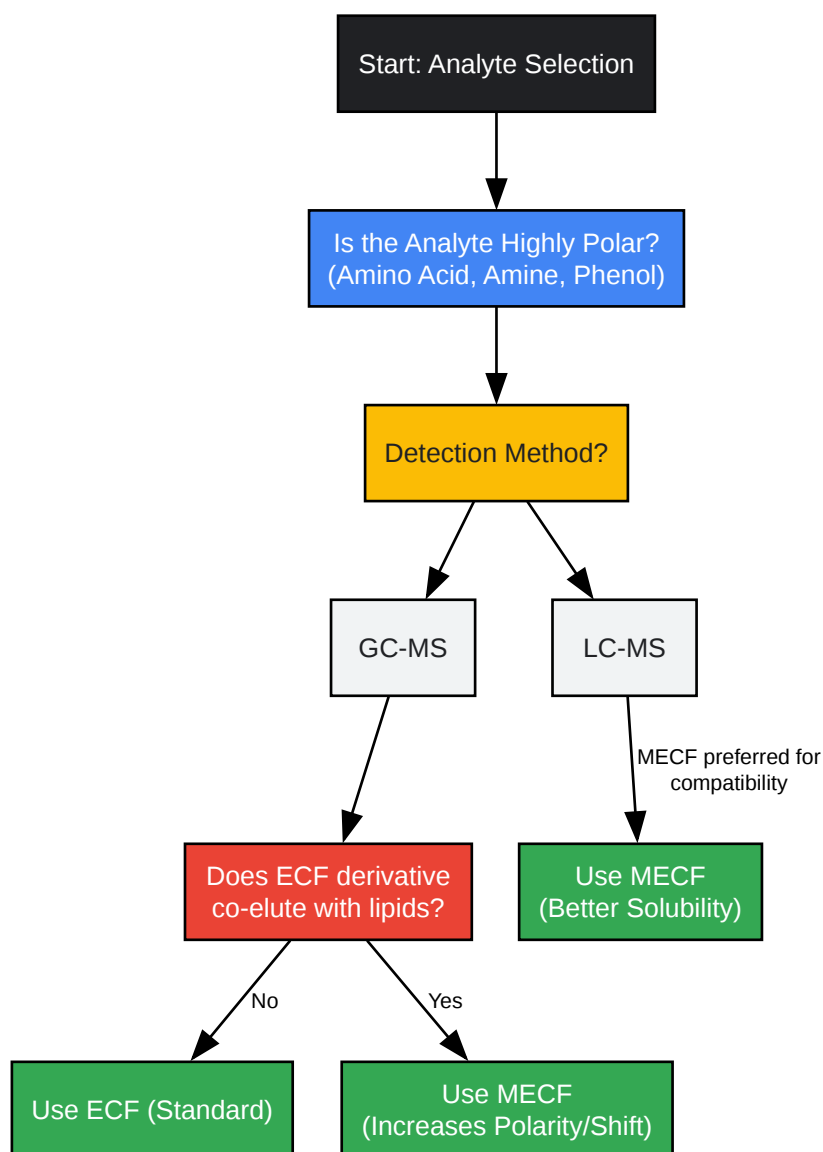 Start: Analyte Selection
Is the Analyte Highly Polar?
(Amino Acid, Amine, Phenol)
Detection Method?
GC-MS
LC-MS
MECF preferred for
compatibility
Does ECF derivative
co-elute with lipids?
Use MECF
(Better Solubility)
No
Yes
Use ECF (Standard)
Use MECF
(Increases Polarity/Shift)